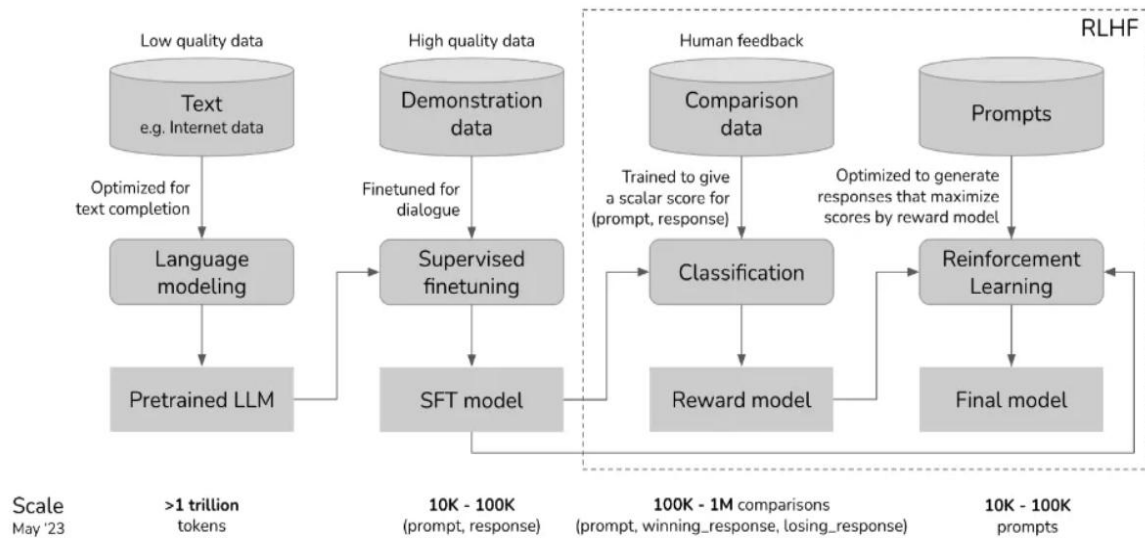 RLHF
Low quality data
High quality data
Human feedback
Text
e.g. Internet data
Demonstration
data
Comparison
data
Prompts
Optimized for
text completion
Finetuned for
dialogue
Trained to give
a scalar score for
(prompt, response)
Optimized to generate
responses that maximize
scores by reward model
Language
modeling
Supervised
finetuning
Classification
Reinforcement
Learning
Pretrained LLM
SFT model
Reward model
Final model
Scale
May '23
>1 trillion
tokens
10K - 100K
(prompt, response)
100K - 1M comparisons
(prompt, winning_response, losing_response)
10K - 100K
prompts